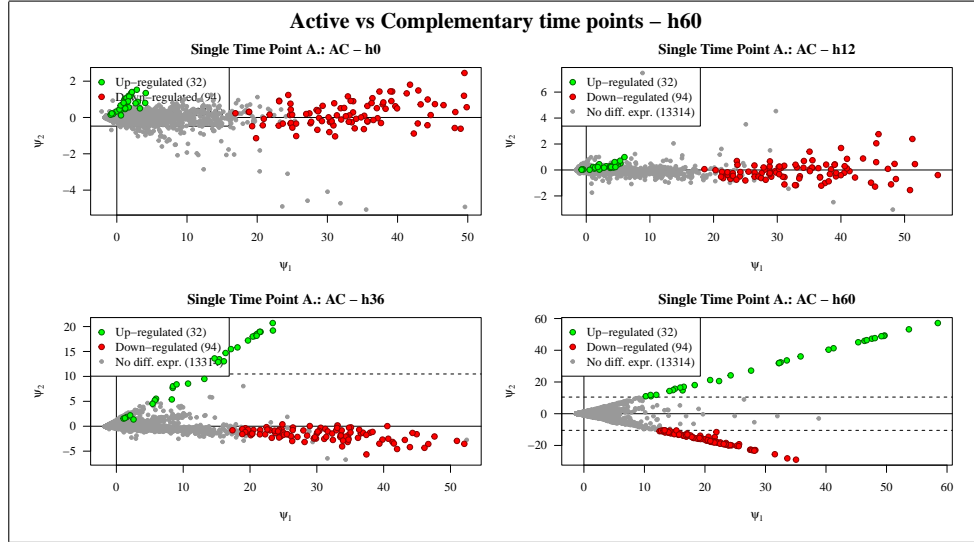 Active vs Complementary time points – h60
Single Time Point A.: AC – h0
Up-regulated (32)
Down-regulated (94)
2
0
−2
−4
ψ2
0 10 20 30 40 50
ψ1
Single Time Point A.: AC – h12
Up-regulated (32)
Down-regulated (94)
No diff. expr. (13314)
6
4
2
0
−2
ψ2
0 10 20 30 40 50
ψ1
Single Time Point A.: AC – h36
Up-regulated (32)
Down-regulated (94)
No diff. expr. (13314)
20
15
10
5
0
−5
ψ2
0 10 20 30 40 50
ψ1
Single Time Point A.: AC – h60
Up-regulated (32)
Down-regulated (94)
No diff. expr. (13314)
60
40
20
0
−20
ψ2
0 10 20 30 40 50 60
ψ1